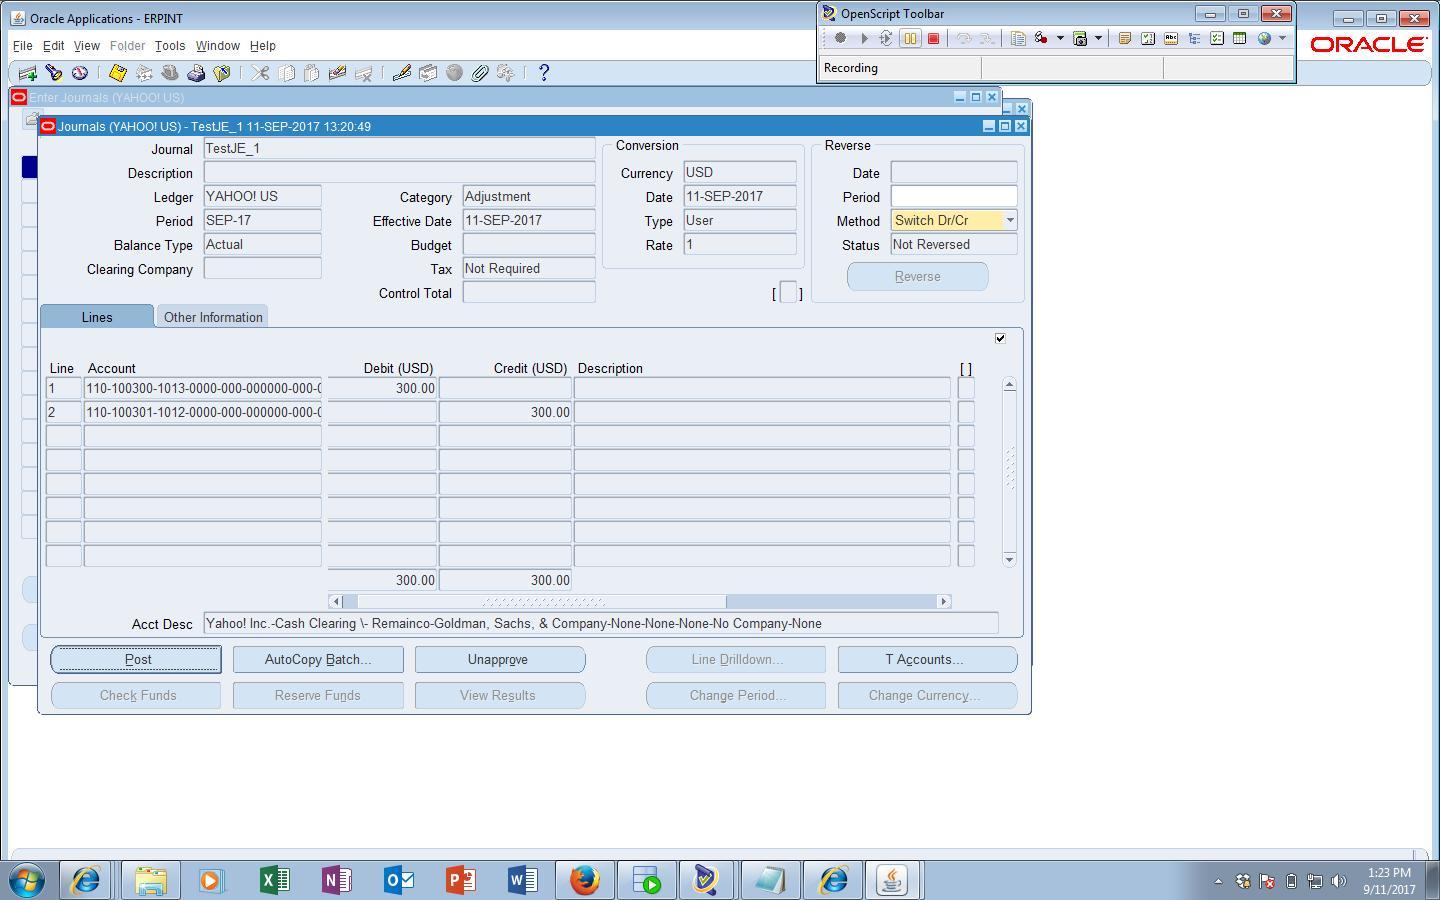 Oracle Applications - ERPINT
OpenScript Toolbar
File Edit View Folder Tools Window Help
ORACLE
Recording
Enter Journals (YAHOO! US)
Journals (YAHOO! US) - TestJE_1 11-SEP-2017 13:20:49
Journal TestJE_1
Description
Ledger YAHOO! US
Period SEP-17
Balance Type Actual
Clearing Company
Category Adjustment
Effective Date 11-SEP-2017
Budget
Tax Not Required
Control Total
Conversion
Currency USD
Date 11-SEP-2017
Type User
Rate 1
Reverse
Date
Period
Method Switch Dr/Cr
Status Not Reversed
Reverse
[ ]
Lines Other Information
Line Account Debit (USD) Credit (USD) Description [ ]
1 110-100300-1013-0000-000-000000-000-0 300.00
2 110-100301-1012-0000-000-000000-000-0 300.00
300.00 300.00
Acct Desc Yahoo! Inc.-Cash Clearing \- Remainco-Goldman, Sachs, & Company-None-None-None-No Company-None
Post AutoCopy Batch... Unapprove Line Drilldown... T Accounts...
Check Funds Reserve Funds View Results Change Period... Change Currency...
1:23 PM
9/11/2017